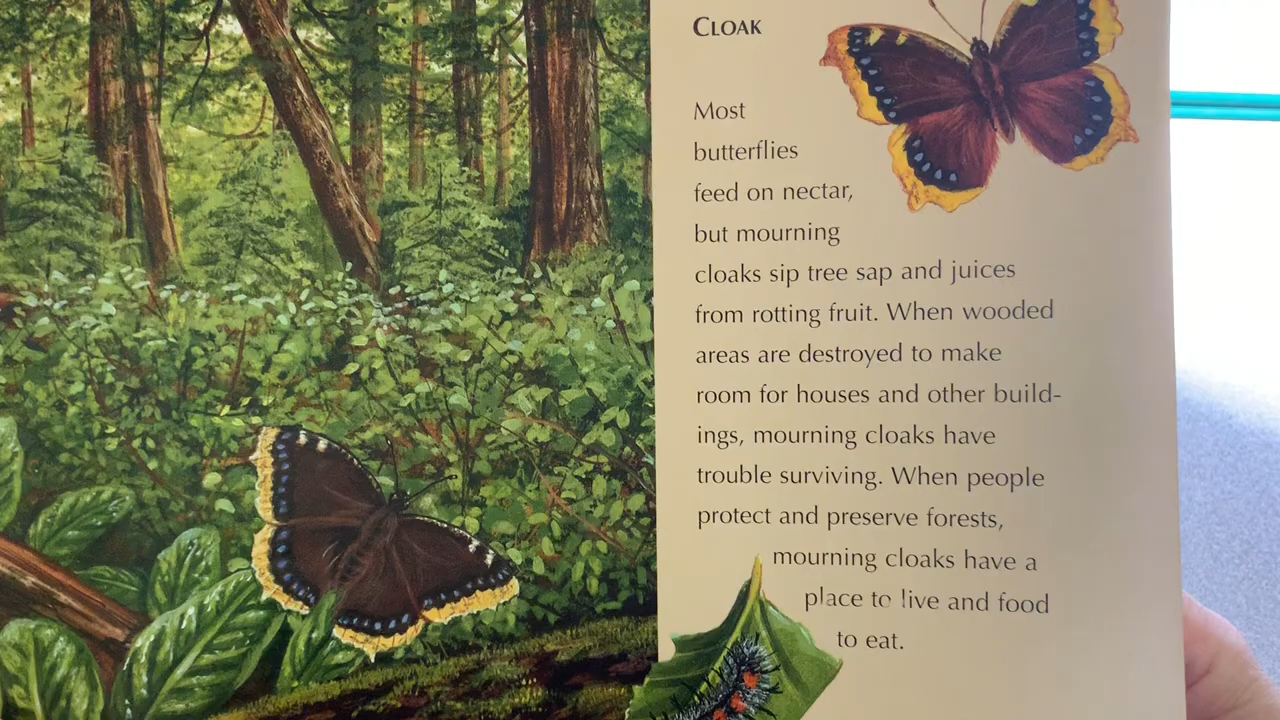 CLOAK
Most
butterflies
feed on nectar,
but mourning
cloaks sip tree sap and juices
from rotting fruit. When wooded
areas are destroyed to make
room for houses and other build-
ings, mourning cloaks have
trouble surviving. When people
protect and preserve forests,
mourning cloaks have a
place to live and food
to eat.